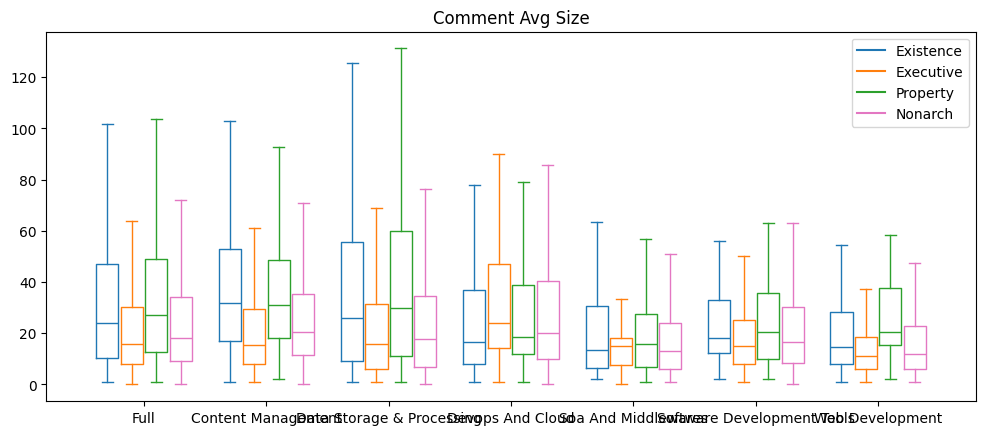 Comment Avg Size
120
100
80
60
40
20
0
Existence
Executive
Property
Nonarch
Full
Content Management
Data Storage & Processing
Devops And Cloud
Soa And Middleware
Software Development Tools
Web Development